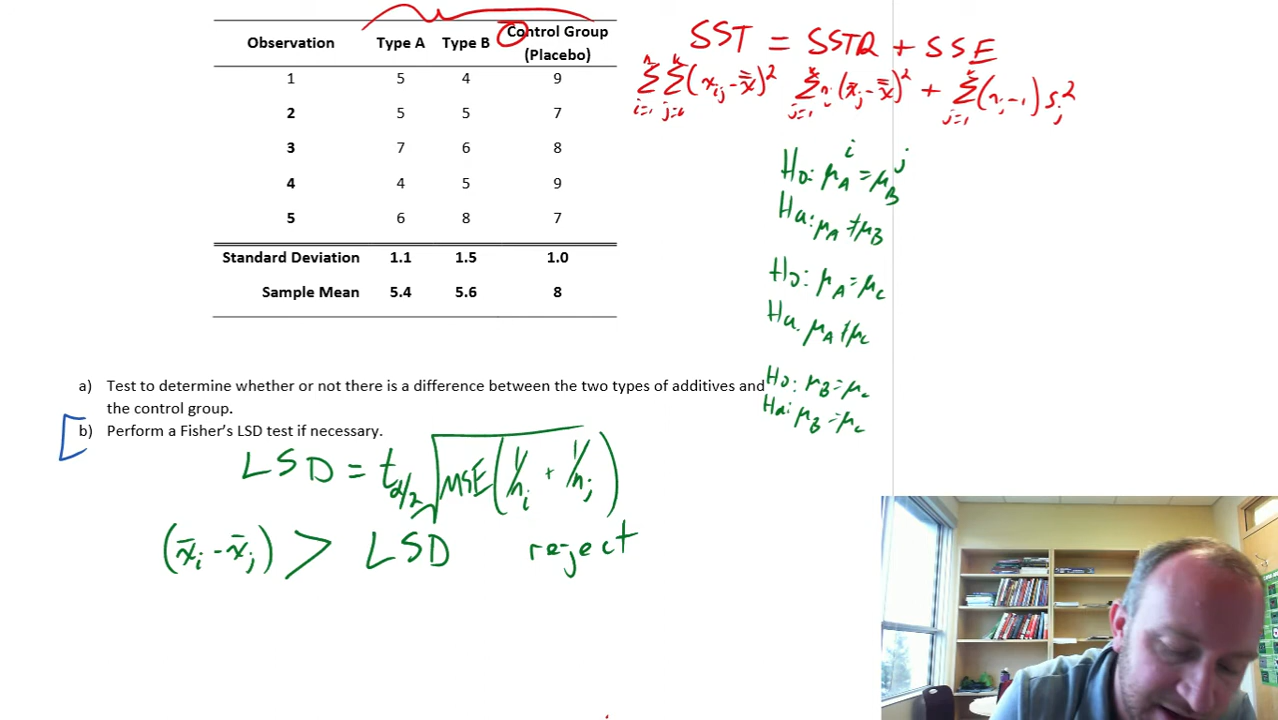 Observation Type A Type B Control Group (Placebo)
1 5 4 9
2 5 5 7
3 7 6 8
4 4 5 9
5 6 8 7
Standard Deviation 1.1 1.5 1.0
Sample Mean 5.4 5.6 8
SST = SSTR + SSE
i j
H0: μA = μB
Ha: μA ≠ μB
H0: μA = μC
Ha: μA ≠ μC
H0: μB = μC
Ha: μB = μC
a) Test to determine whether or not there is a difference between the two types of additives and
the control group.
b) Perform a Fisher's LSD test if necessary.
LSD = tα/2 √MSE(1/ni + 1/nj)
(x̄i - x̄j) > LSD reject